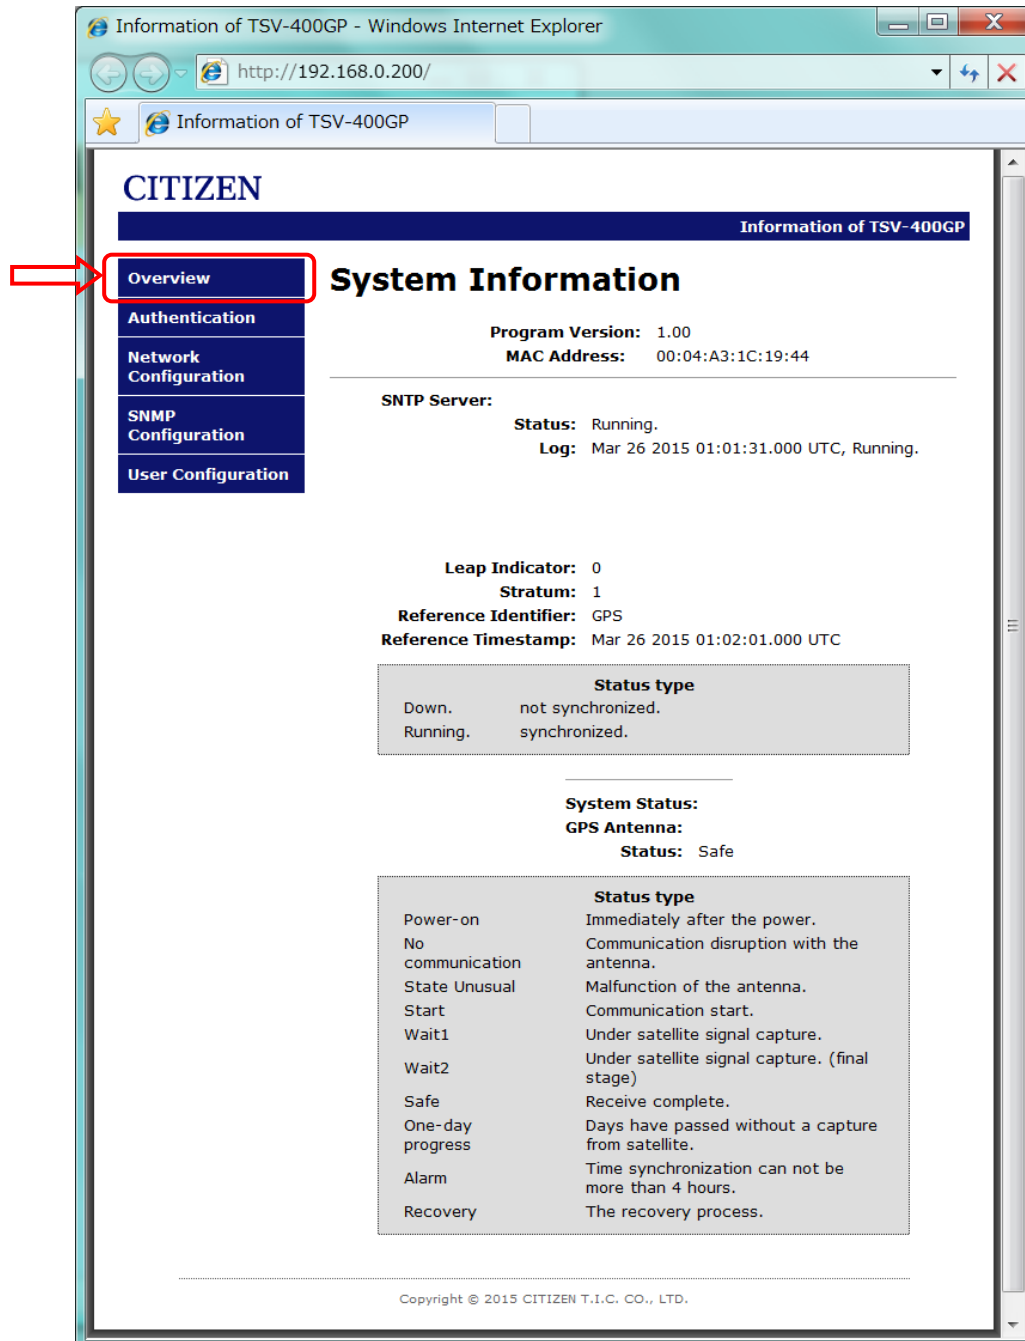 Information of TSV-400GP - Windows Internet Explorer
http://192.168.0.200/
Information of TSV-400GP
CITIZEN
Information of TSV-400GP
Overview
Authentication
Network
Configuration
SNMP
Configuration
User Configuration
System Information
Program Version: 1.00
MAC Address: 00:04:A3:1C:19:44
SNTP Server:
Status: Running.
Log: Mar 26 2015 01:01:31.000 UTC, Running.
Leap Indicator: 0
Stratum: 1
Reference Identifier: GPS
Reference Timestamp: Mar 26 2015 01:02:01.000 UTC
Status type
Down. not synchronized.
Running. synchronized.
System Status:
GPS Antenna:
Status: Safe
Status type
Power-on Immediately after the power.
No communication Communication disruption with the
antenna.
State Unusual Malfunction of the antenna.
Start Communication start.
Wait1 Under satellite signal capture.
Wait2 Under satellite signal capture. (final
stage)
Safe Receive complete.
One-day progress Days have passed without a capture
from satellite.
Alarm Time synchronization can not be
more than 4 hours.
Recovery The recovery process.
Copyright © 2015 CITIZEN T.I.C. CO., LTD.